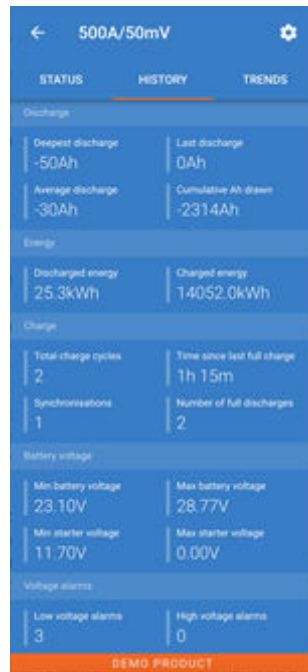 500A/50mV
STATUS HISTORY TRENDS
Discharge
Deepest discharge Last discharge
-50Ah 0Ah
Average discharge Cumulative Ah drawn
-30Ah -2314Ah
Energy
Discharged energy Charged energy
25.3kWh 14052.0kWh
Charge
Total charge cycles Time since last full charge
2 1h 15m
Synchronisations Number of full discharges
1 2
Battery voltage
Min battery voltage Max battery voltage
23.10V 28.77V
Min starter voltage Max starter voltage
11.70V 0.00V
Voltage alarms
Low voltage alarms High voltage alarms
3 0
DEMO PRODUCT